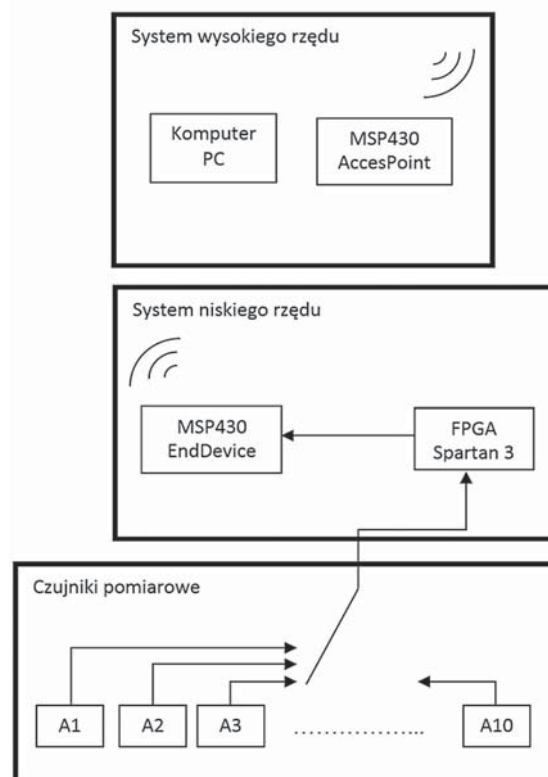 System wysokiego rzędu
Komputer
PC
MSP430
AccesPoint
System niskiego rzędu
MSP430
EndDevice
FPGA
Spartan 3
Czujniki pomiarowe
A1
A2
A3
A10